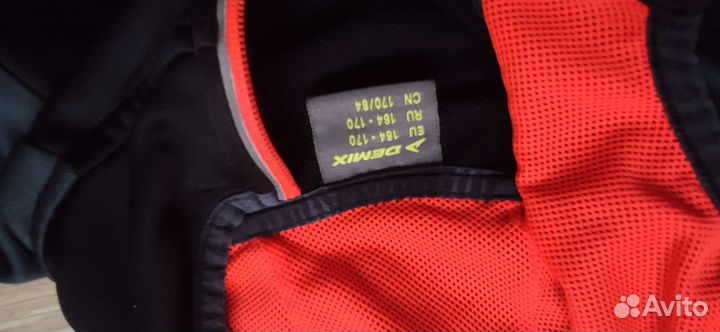 DEMIX
EU 164 - 170
RU 164 - 170
CN 170/84
Avito